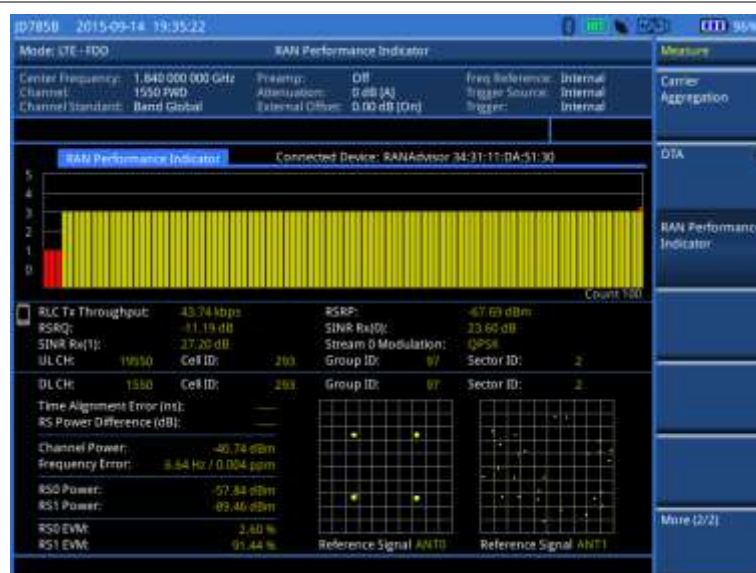 JD785B 2015-09-14 19:35:22 96%
Mode: LTE - FDD RAN Performance Indicator Measure
Center Frequency: 1.840 000 000 GHz Preamp: Off Freq Reference: Internal
Channel: 1550 FWD Attenuation: 0 dB [A] Trigger Source: Internal
Channel Standard: Band Global External Offset: 0.00 dB [On] Trigger: Internal
Carrier
Aggregation
RAN Performance Indicator Connected Device: RANAdvisor 34:31:11:DA:51:30
OTA
5
4
3
2
1
0
RAN Performance
Indicator
Count 100
RLC Tx Throughput: 43.74 kbps RSRP: -67.69 dBm
RSRQ: -11.19 dB SINR Rx(0): 23.60 dB
SINR Rx(1): 27.20 dB Stream 0 Modulation: QPSK
UL CH: 19550 Cell ID: 293 Group ID: 97 Sector ID: 2
DL CH: 1550 Cell ID: 293 Group ID: 97 Sector ID: 2
Time Alignment Error (ns):
RS Power Difference (dB):
Channel Power: -40.74 dBm
Frequency Error: 6.64 Hz / 0.004 ppm
RS0 Power: -57.84 dBm
RS1 Power: -89.46 dBm
RS0 EVM: 2.60 %
RS1 EVM: 91.44 %
Reference Signal ANT0 Reference Signal ANT1
More (2/2)